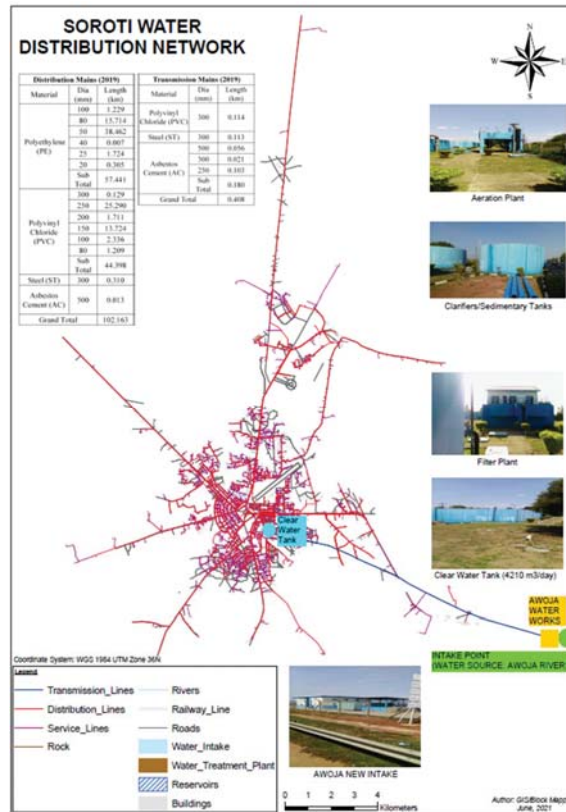 SOROTI WATER
DISTRIBUTION NETWORK
N
W
E
S
Distribution Mains (2019)
Material Dia (mm) Length (km)
Polyethylene (PE) 100 1.229
80 15.714
50 38.462
40 0.007
25 1.724
20 0.305
Sub Total 57.441
Polyvinyl Chloride (PVC) 300 0.129
250 25.290
200 1.711
150 13.724
100 2.336
80 1.209
Sub Total 44.398
Steel (ST) 300 0.310
Asbestos Cement (AC) 500 0.013
Grand Total 102.163
Transmission Mains (2019)
Material Dia (mm) Length (km)
Polyvinyl Chloride (PVC) 300 0.114
Steel (ST) 300 0.113
Asbestos Cement (AC) 500 0.056
300 0.021
250 0.103
Sub Total 0.180
Grand Total 0.408
Aeration Plant
Clarifiers/Sedimentary Tanks
Filter Plant
Clear Water Tank (4210 m3/day)
Clear
Water
Tank
AWOJA
WATER
WORKS
INTAKE POINT
(WATER SOURCE: AWOJA RIVER)
Coordinate System: WGS 1984 UTM Zone 36N
Legend
Transmission_Lines
Distribution_Lines
Service_Lines
Rock
Rivers
Railway_Line
Roads
Water_Intake
Water_Treatment_Plant
Reservoirs
Buildings
AWOJA NEW INTAKE
0 1 2 3 4
Kilometers
Author: GIS/Block Mapp
June, 2021